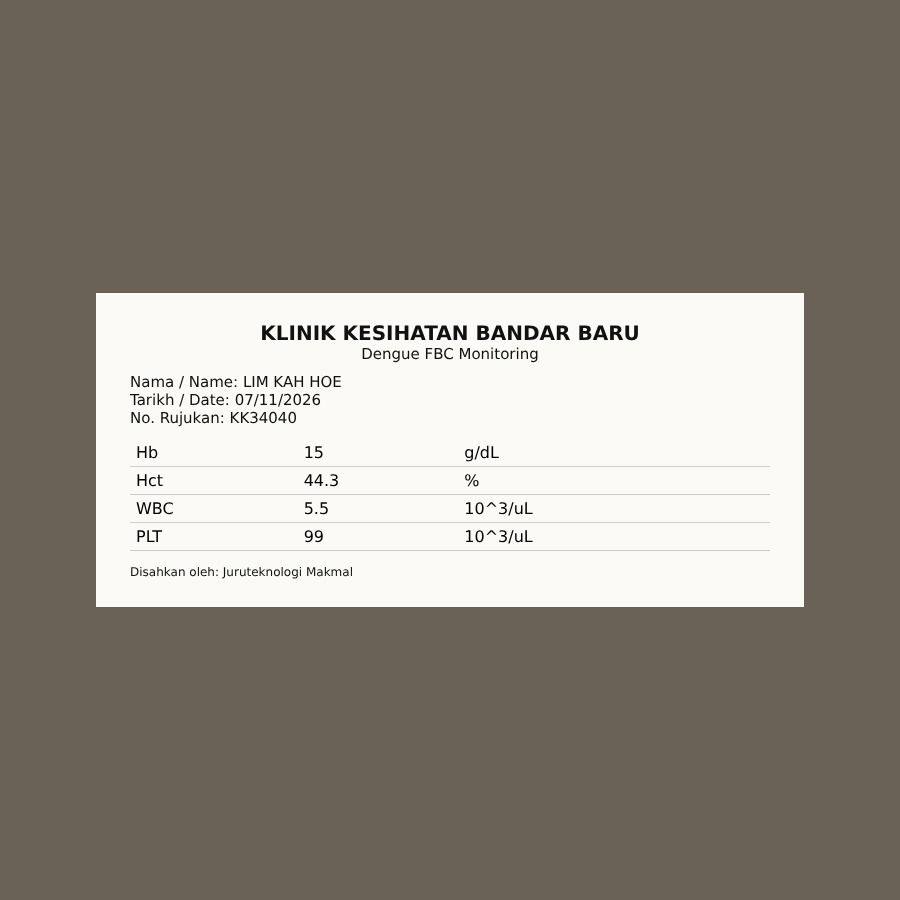 KLINIK KESIHATAN BANDAR BARU
Dengue FBC Monitoring
Nama / Name: LIM KAH HOE
Tarikh / Date: 07/11/2026
No. Rujukan: KK34040
Hb 15 g/dL
Hct 44.3 %
WBC 5.5 10^3/uL
PLT 99 10^3/uL
Disahkan oleh: Juruteknologi Makmal